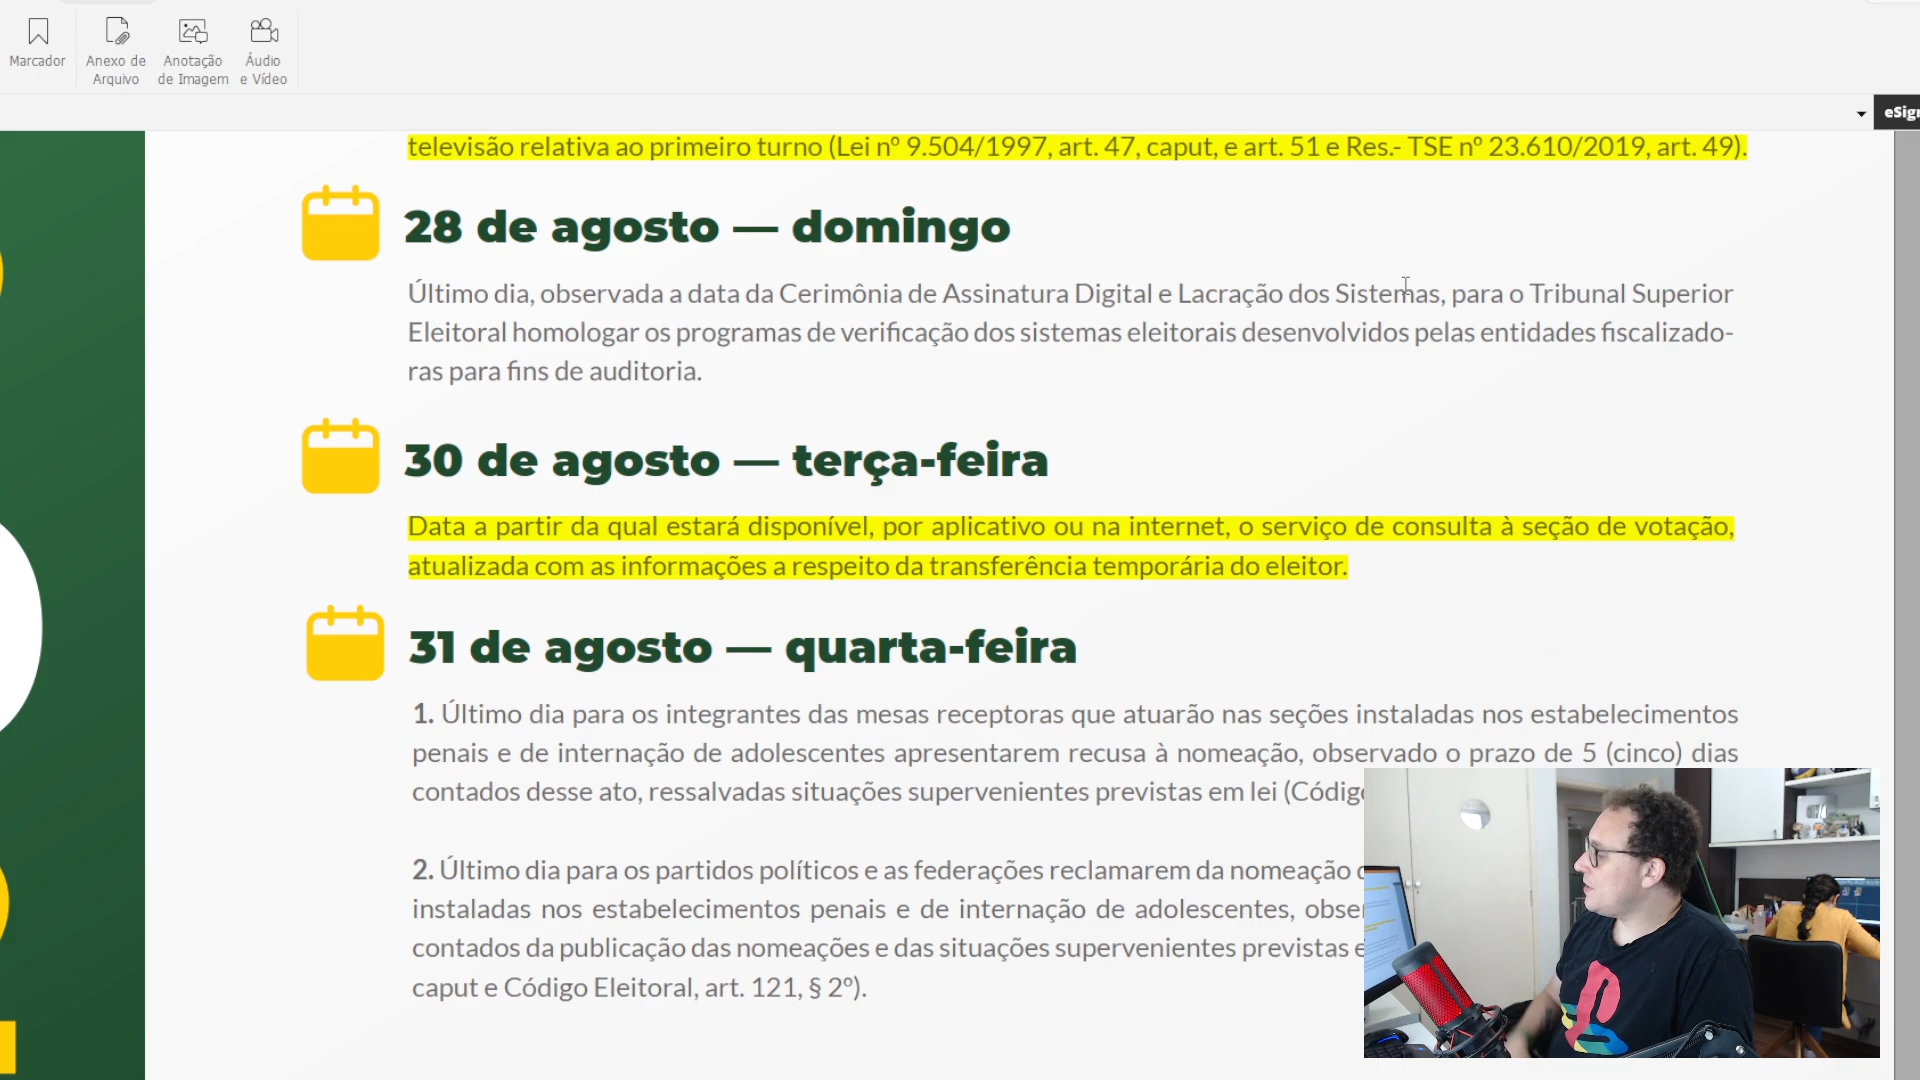 Marcador
Anexo de
Arquivo
Anotação
de Imagem
Áudio
e Vídeo
televisão relativa ao primeiro turno (Lei nº 9.504/1997, art. 47, caput, e art. 51 e Res.- TSE nº 23.610/2019, art. 49).
28 de agosto — domingo
Último dia, observada a data da Cerimônia de Assinatura Digital e Lacração dos Sistemas, para o Tribunal Superior
Eleitoral homologar os programas de verificação dos sistemas eleitorais desenvolvidos pelas entidades fiscalizado-
ras para fins de auditoria.
30 de agosto — terça-feira
Data a partir da qual estará disponível, por aplicativo ou na internet, o serviço de consulta à seção de votação,
atualizada com as informações a respeito da transferência temporária do eleitor.
31 de agosto — quarta-feira
1. Último dia para os integrantes das mesas receptoras que atuarão nas seções instaladas nos estabelecimentos
penais e de internação de adolescentes apresentarem recusa à nomeação, observado o prazo de 5 (cinco) dias
contados desse ato, ressalvadas situações supervenientes previstas em lei
2. Último dia para os partidos políticos e as federações reclamarem da nomeação
instaladas nos estabelecimentos penais e de internação de adolescentes,
contados da publicação das nomeações e das situações supervenientes previstas
caput e Código Eleitoral, art. 121, § 2º).